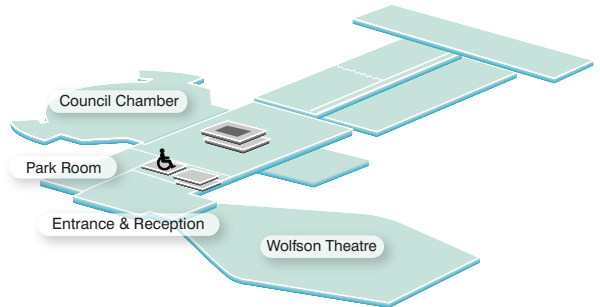 Council Chamber
Park Room
Entrance & Reception
Wolfson Theatre